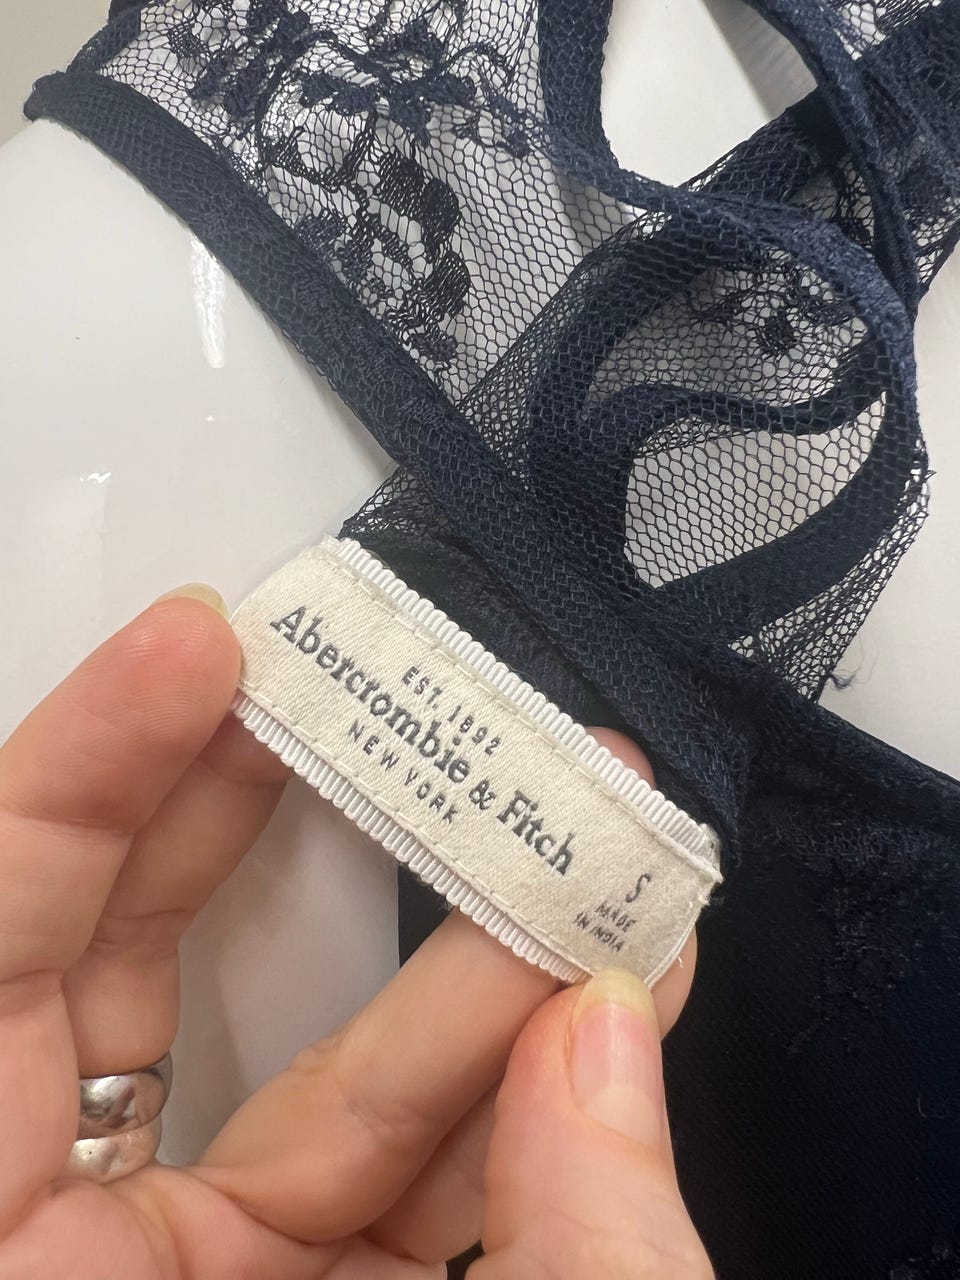 EST. 1892
Abercrombie & Fitch
NEW YORK
S
MADE
IN INDIA